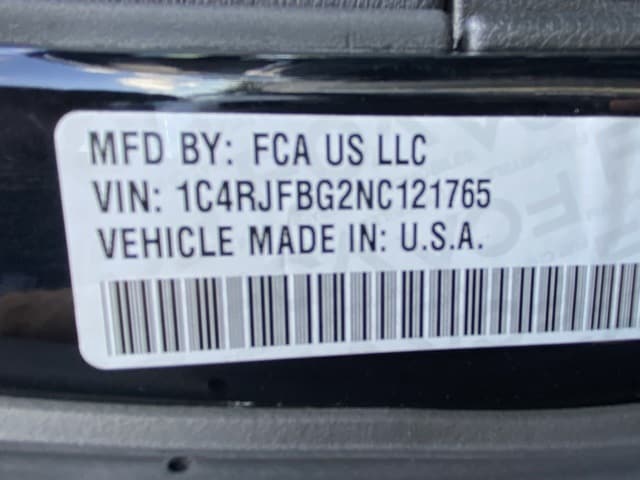 MFD BY: FCA US LLC
VIN: 1C4RJFBG2NC121765
VEHICLE MADE IN: U.S.A.